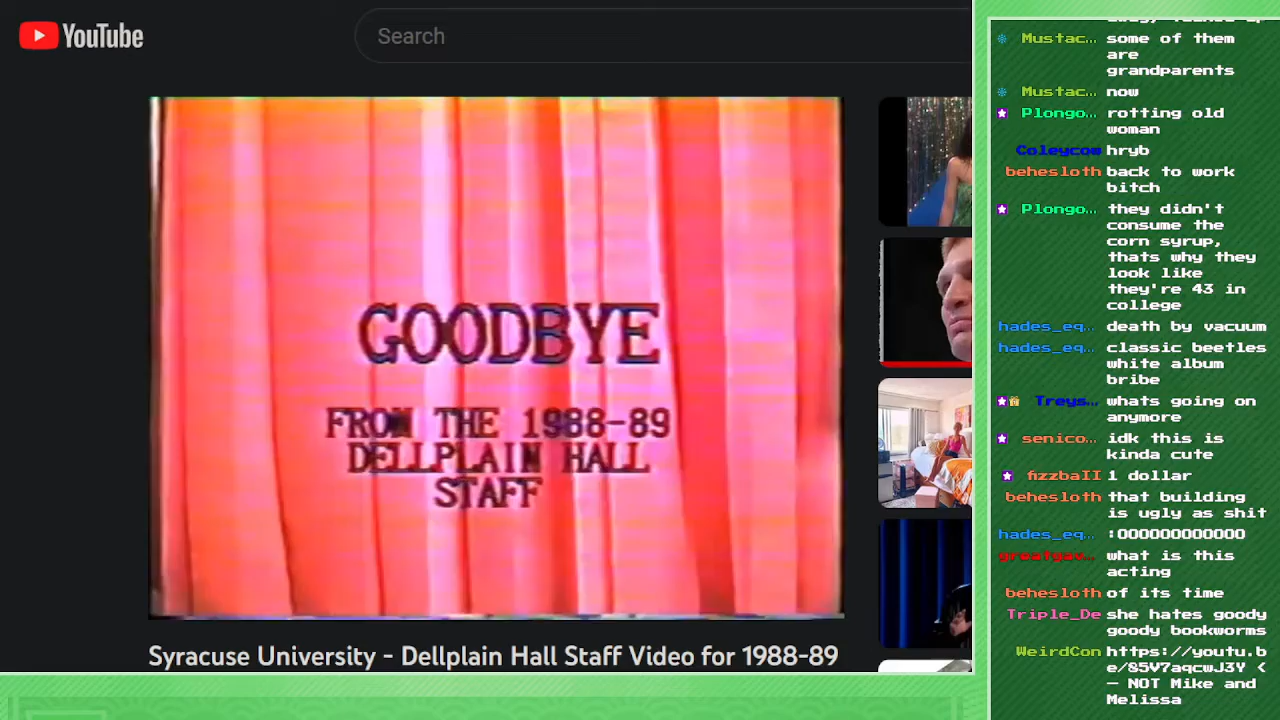 YouTube
Search
GOODBYE
FROM THE 1988-89
DELLPLAIN HALL
STAFF
Syracuse University - Dellplain Hall Staff Video for 1988-89
Mustac… some of them
are
grandparents
Mustac… now
Plongo… rotting old
woman
Coleycow hryb
behesloth back to work
bitch
Plongo… they didn't
consume the
corn syrup,
thats why they
look like
they're 43 in
college
hades_eq… death by vacuum
hades_eq… classic beetles
white album
bribe
Treys… whats going on
anymore
senico… idk this is
kinda cute
fizzbaII 1 dollar
behesloth that building
is ugly as shit
hades_eq… :OOOOOOOOOOOO
greatgav… what is this
acting
behesloth of its time
Triple_De she hates goody
goody bookworms
WeirdCon https://youtu.b
e/85V7aqcwJ3Y <
— NOT Mike and
Melissa